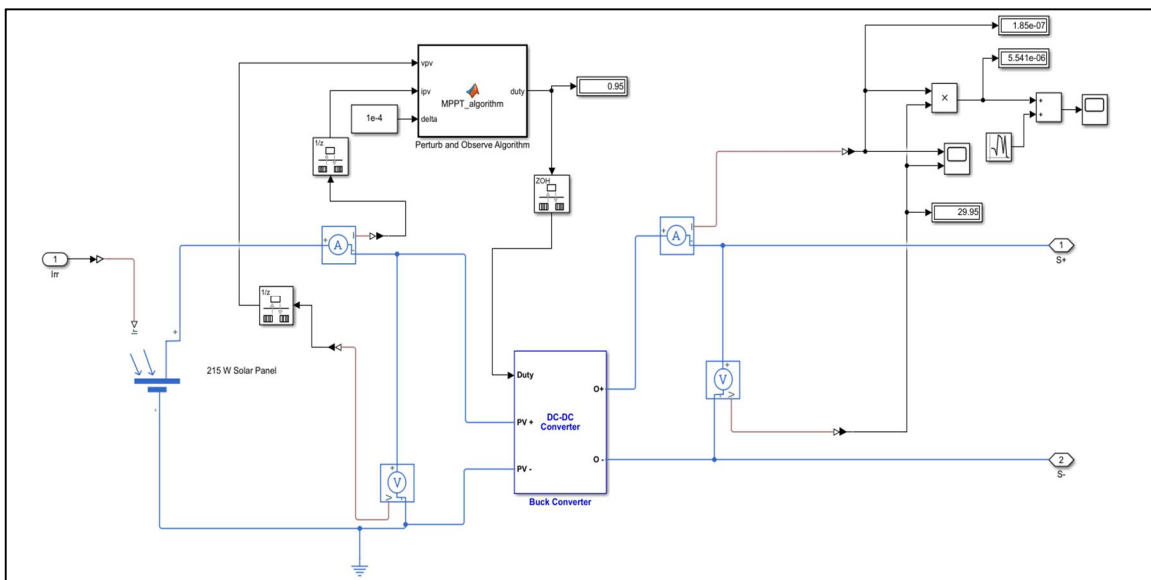 1.85e-07
vpv
5.541e-06
ipv
MPPT_algorithm
duty
0.95
×
+
+
1e-4
delta
Perturb and Observe Algorithm
1/z
ZOH
29.95
+
A
I
-
+
A
I
-
1
Irr
1
S+
1/z
Ir
+
215 W Solar Panel
-
Duty
O+
+
V
V
DC-DC
Converter
PV +
PV -
O -
+
V
V
2
S-
Buck Converter